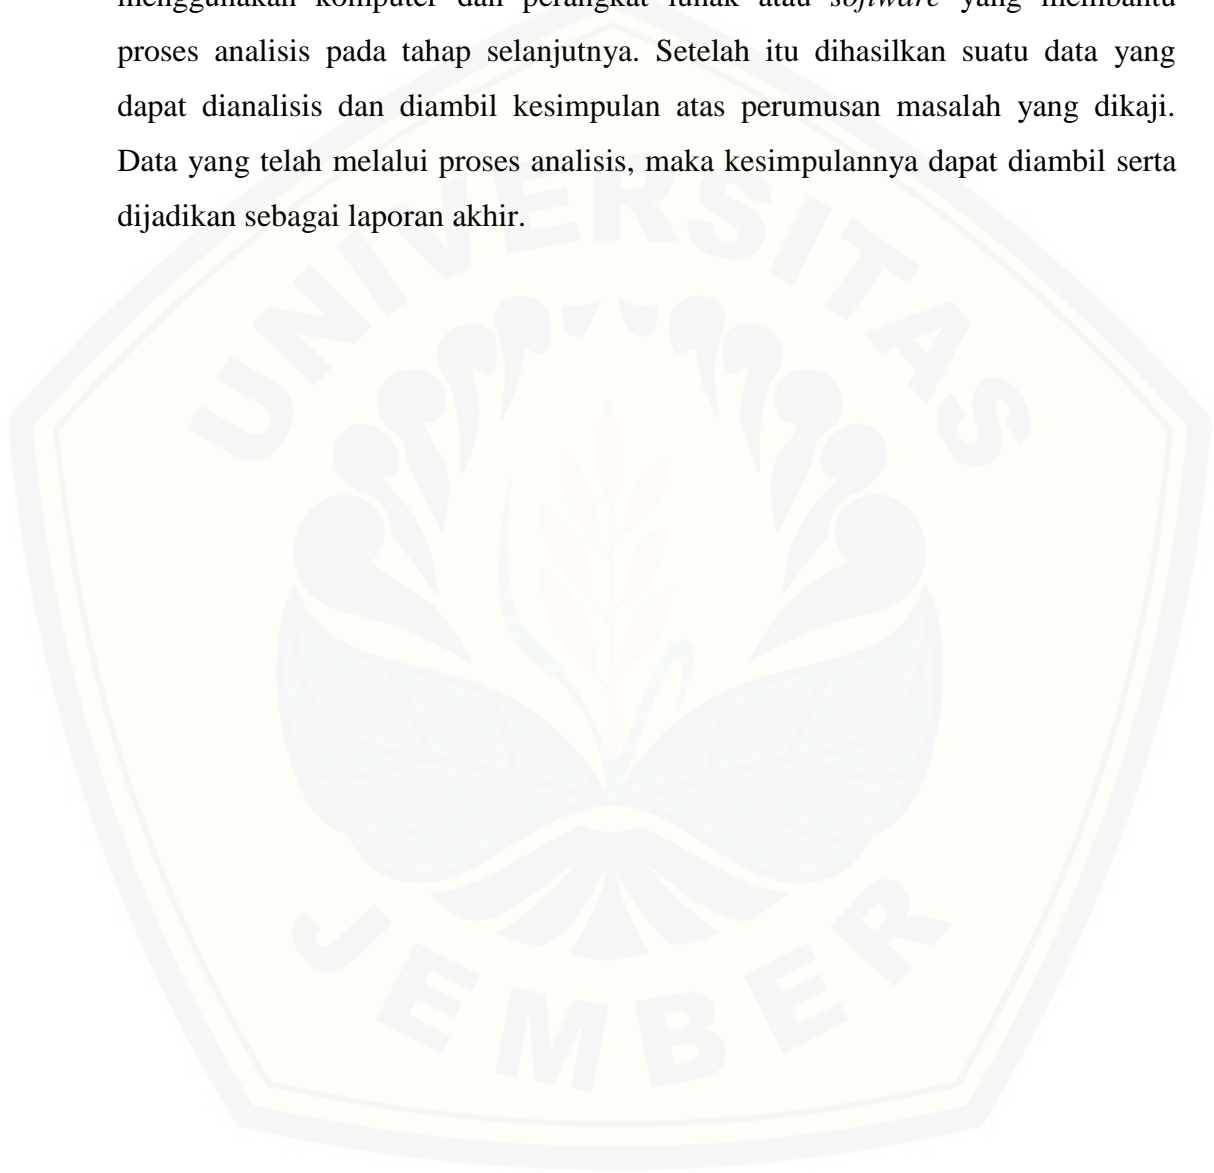 menggunakan komputer dan perangkat lunak atau software yang membantu
proses analisis pada tahap selanjutnya. Setelah itu dihasilkan suatu data yang
dapat dianalisis dan diambil kesimpulan atas perumusan masalah yang dikaji.
Data yang telah melalui proses analisis, maka kesimpulannya dapat diambil serta
dijadikan sebagai laporan akhir.
UNIVERSITAS
JEMBER